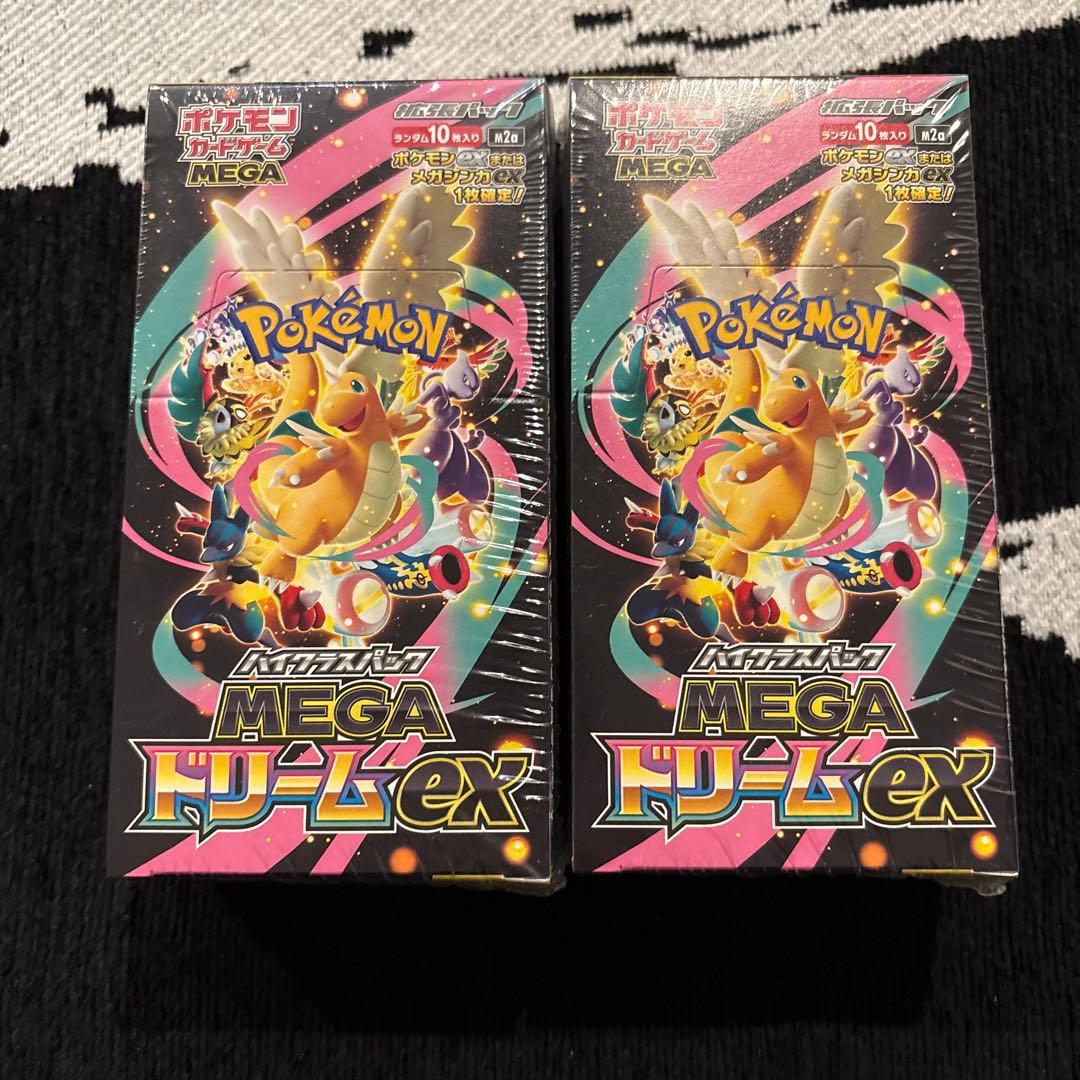 ポケモン
カードゲーム
MEGA
拡張パック
ランダム10枚入り
M2a
ポケモンexまたは
メガシンカex
1枚確定!
POKéMON
TM
ハイクラスパック
MEGA
ドリームex
ポケモン
カードゲーム
MEGA
拡張パック
ランダム10枚入り
M2a
ポケモンexまたは
メガシンカex
1枚確定!
POKéMON
TM
ハイクラスパック
MEGA
ドリームex